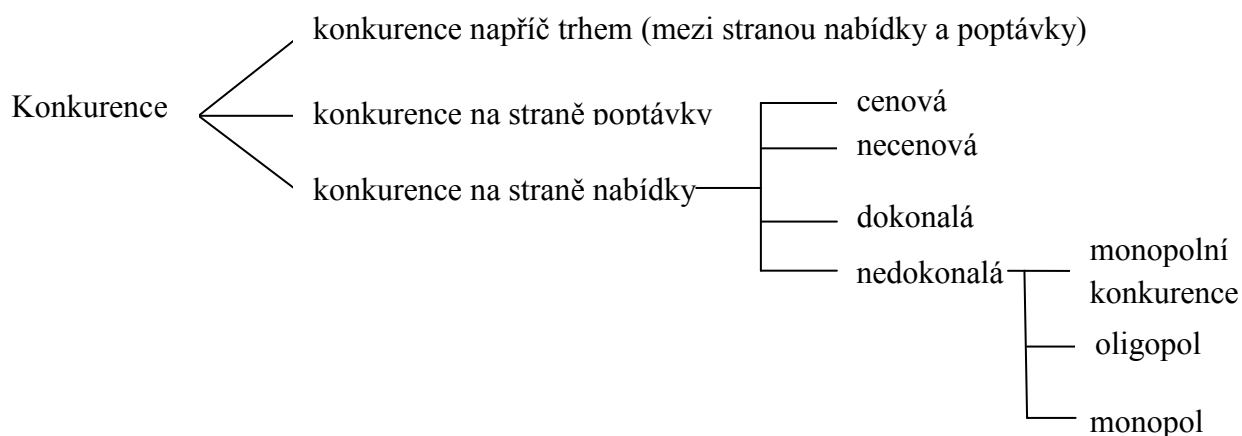 konkurence napříč trhem (mezi stranou nabídky a poptávky)
Konkurence
konkurence na straně poptávky
konkurence na straně nabídky
cenová
necenová
dokonalá
nedokonalá
monopolní
konkurence
oligopol
monopol